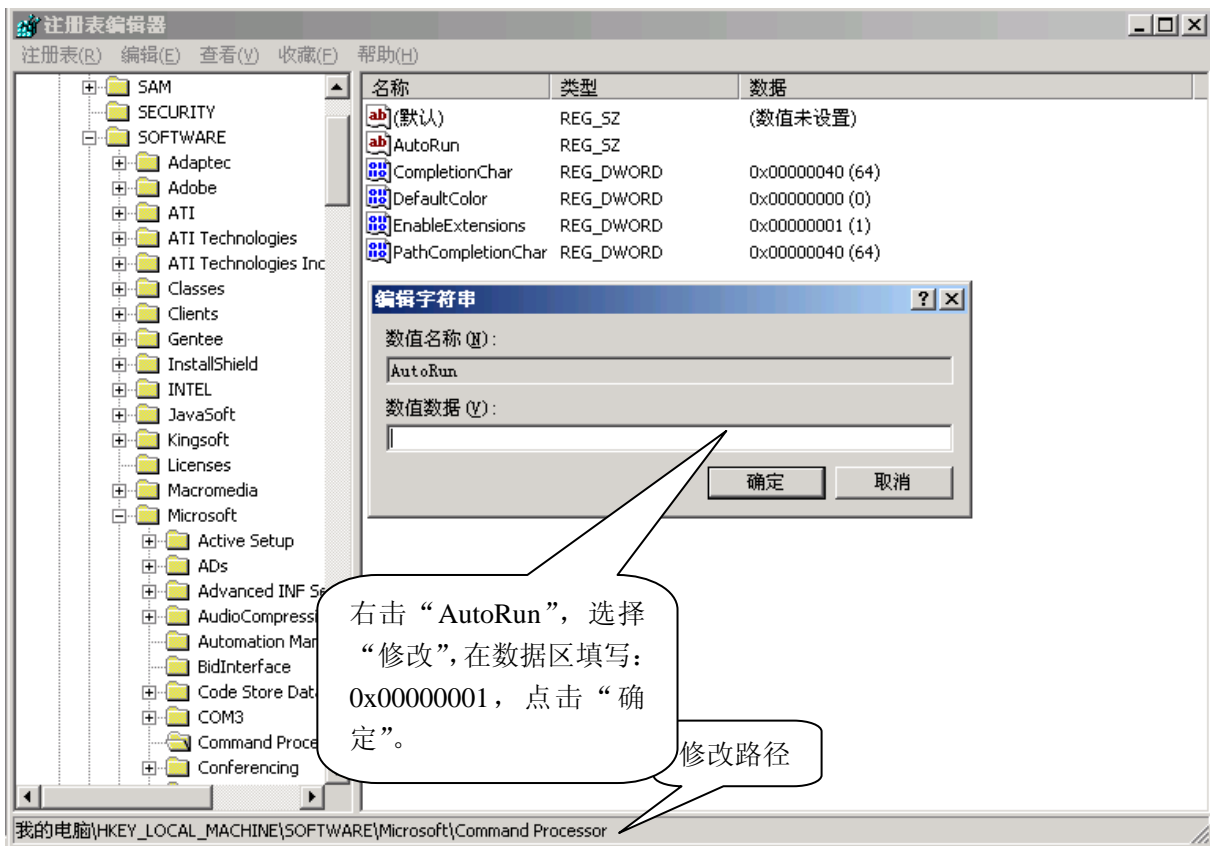 注册表编辑器
注册表(R) 编辑(E) 查看(V) 收藏(F) 帮助(H)
SAM
SECURITY
SOFTWARE
Adaptec
Adobe
ATI
ATI Technologies
ATI Technologies Inc
Classes
Clients
Gentee
InstallShield
INTEL
JavaSoft
Kingsoft
Licenses
Macromedia
Microsoft
Active Setup
ADs
Advanced INF Se
AudioCompressi
Automation Mar
BidInterface
Code Store Dat
COM3
Command Proce
Conferencing
名称 类型 数据
(默认) REG_SZ (数值未设置)
AutoRun REG_SZ
CompletionChar REG_DWORD 0x00000040 (64)
DefaultColor REG_DWORD 0x00000000 (0)
EnableExtensions REG_DWORD 0x00000001 (1)
PathCompletionChar REG_DWORD 0x00000040 (64)
编辑字符串
数值名称(N):
AutoRun
数值数据(V):
确定 取消
右击“AutoRun”，选择
“修改”，在数据区填写：
0x00000001，点击“确
定”。
修改路径
我的电脑\HKEY_LOCAL_MACHINE\SOFTWARE\Microsoft\Command Processor